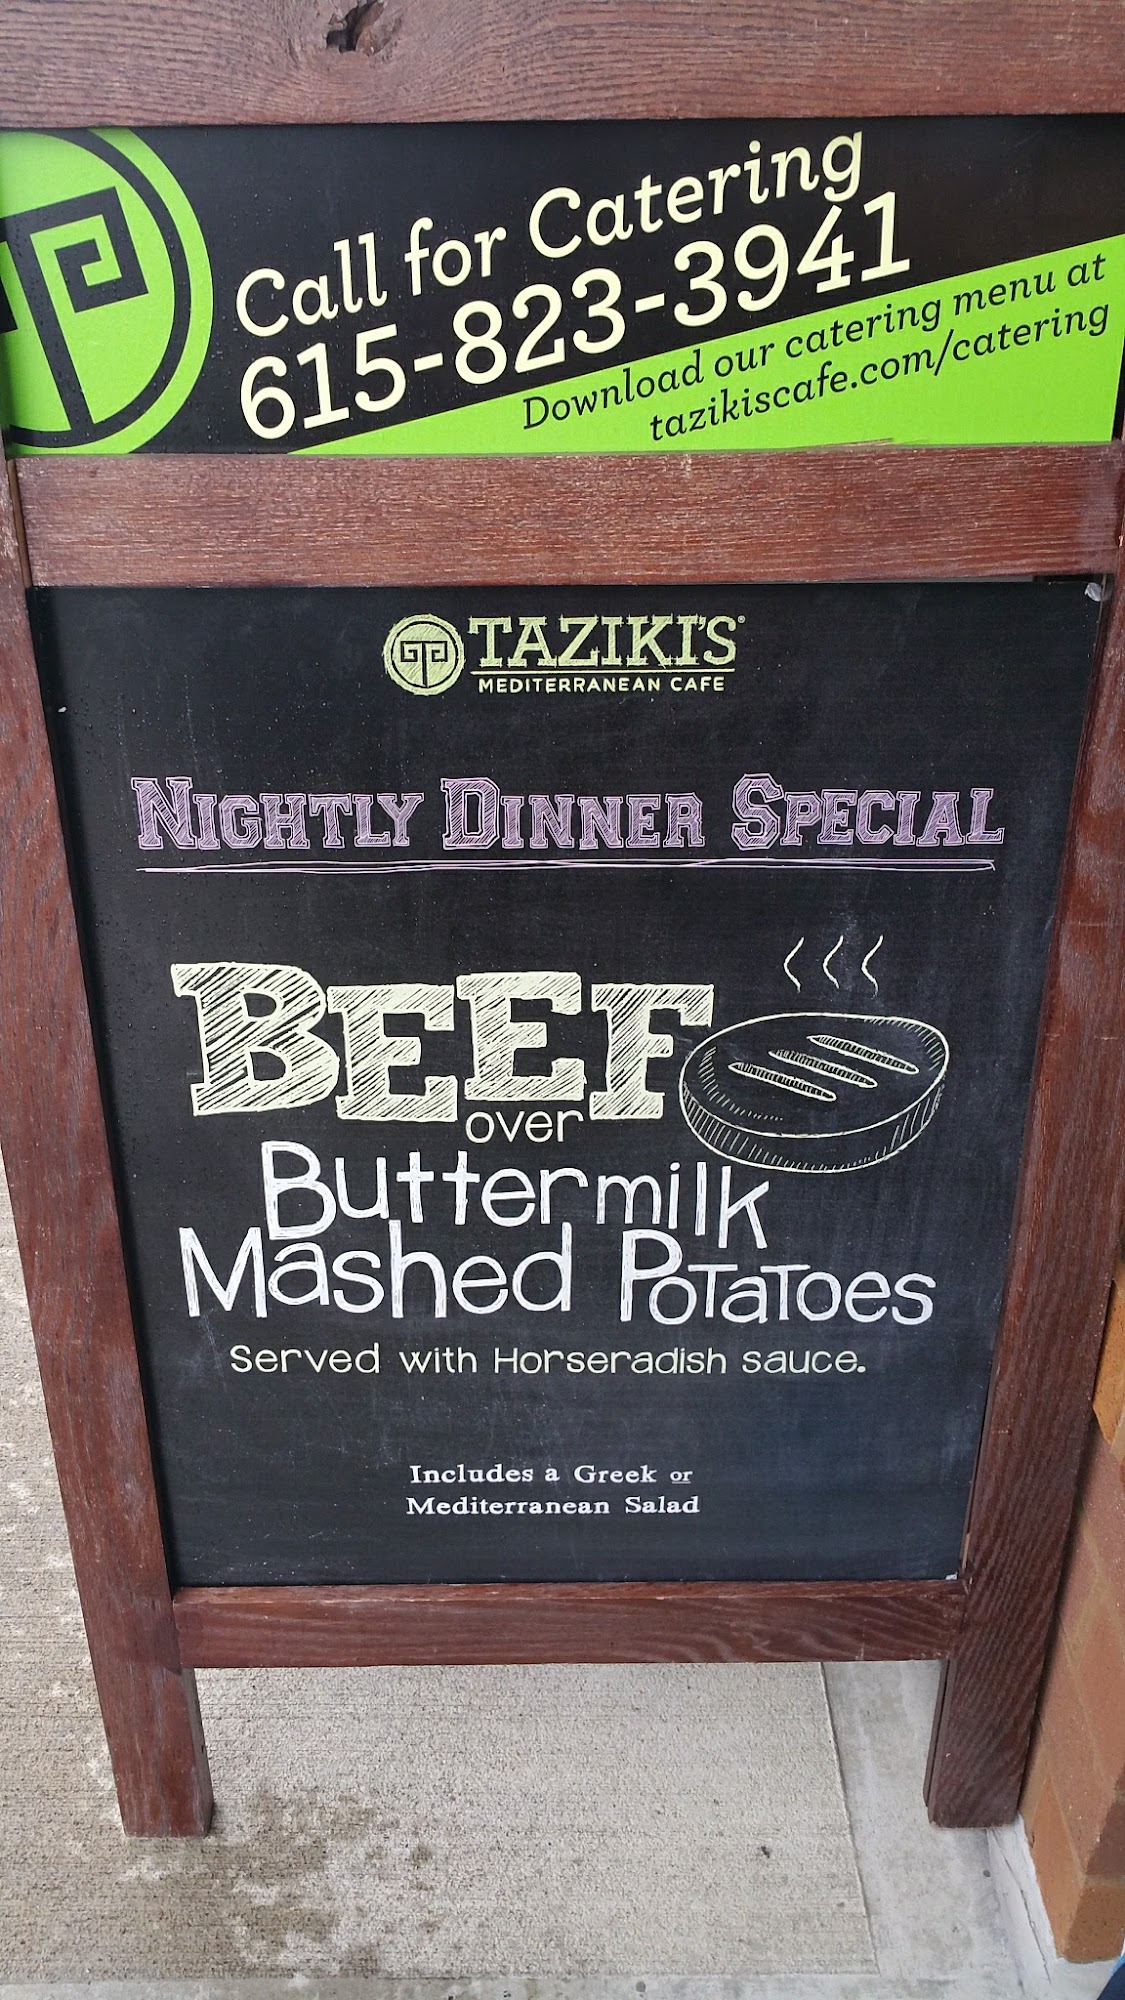 Call for Catering
615-823-3941
Download our catering menu at
tazikiscafe.com/catering
TAZIKI'S®
MEDITERRANEAN CAFE
NIGHTLY DINNER SPECIAL
BEEF
over
Buttermilk
Mashed PoTaToes
Served with Horseradish sauce.
Includes a Greek or
Mediterranean Salad